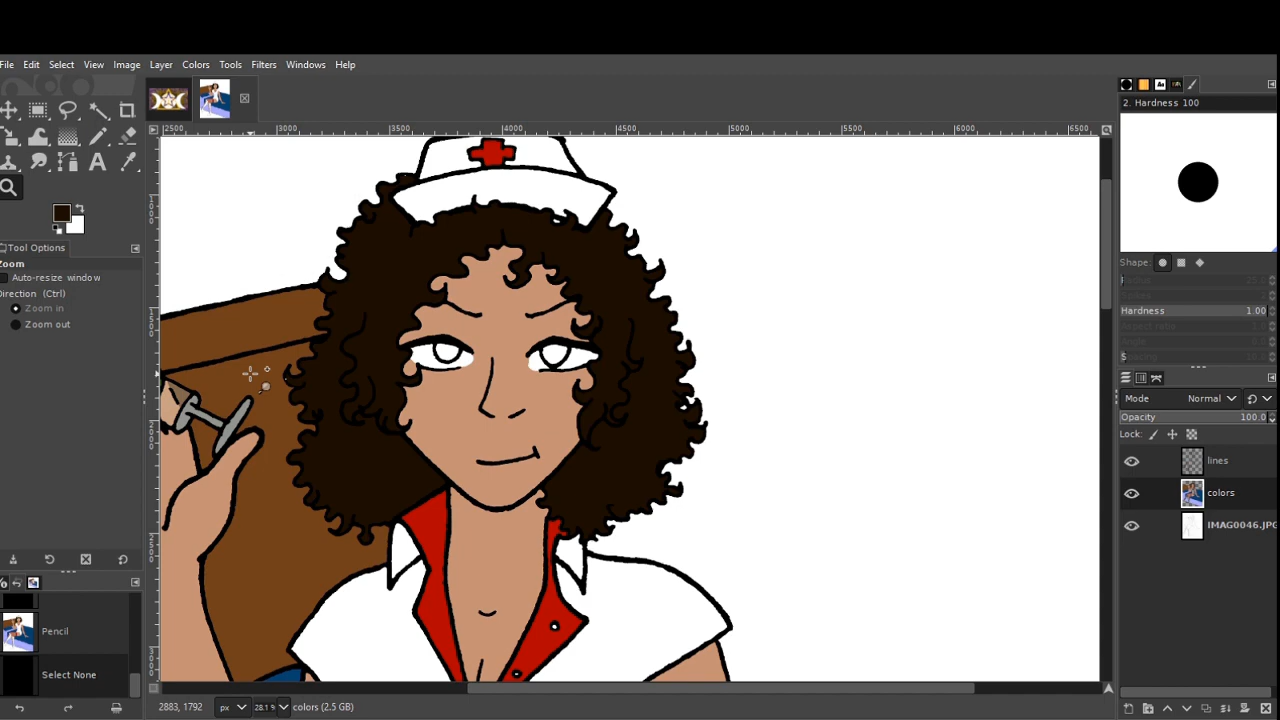 File Edit Select View Image Layer Colors Tools Filters Windows Help
2. Hardness 100
2500 3000 3500 4000 4500 5000 5500 6000 6500
Tool Options
Zoom
Auto-resize window
Direction (Ctrl)
Zoom in
Zoom out
Shape:
Hardness 1.00
Mode Normal
Opacity 100.0
Lock:
lines
colors
IMAG0046.JPG
Pencil
Select None
2883, 1792 px 28.1 % colors (2.5 GB)